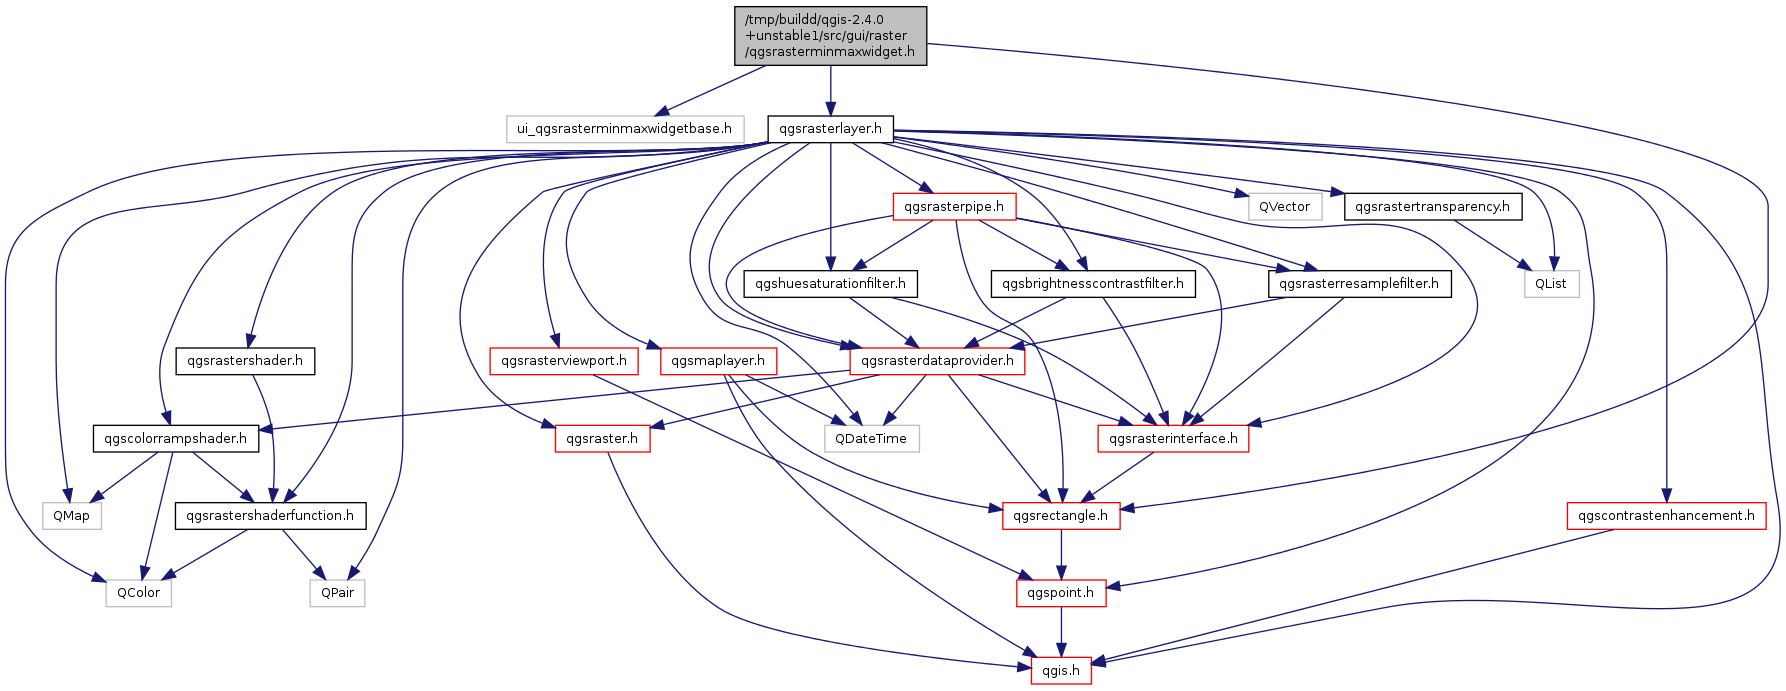 /tmp/buildd/qgis-2.4.0
+unstable1/src/gui/raster
/qgsrasterminmaxwidget.h
ui_qgsrasterminmaxwidgetbase.h
qgsrasterlayer.h
qgsrasterpipe.h
QVector
qgsrastertransparency.h
qgshuesaturationfilter.h
qgsbrightnesscontrastfilter.h
qgsrasterresamplefilter.h
QList
qgsrastershader.h
qgsrasterviewport.h
qgsmaplayer.h
qgsrasterdataprovider.h
qgscolorrampshader.h
qgsraster.h
QDateTime
qgsrasterinterface.h
QMap
qgsrastershaderfunction.h
qgsrectangle.h
qgscontrastenhancement.h
QColor
QPair
qgspoint.h
qgis.h